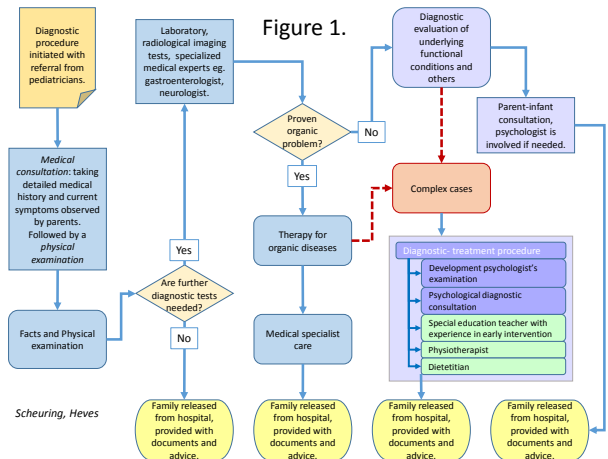 Figure 1.
Diagnostic
procedure
initiated with
referral from
pediatricians.
Medical
consultation: taking
detailed medical
history and current
symptoms observed
by parents.
Followed by a
physical
examination
Facts and Physical
examination
Laboratory,
radiological imaging
tests, specialized
medical experts eg.
gastroenterologist,
neurologist.
Yes
Are further
diagnostic tests
needed?
No
Family released
from hospital,
provided with
documents and
advice.
Proven
organic
problem?
No
Yes
Therapy for
organic diseases
Medical specialist
care
Family released
from hospital,
provided with
documents and
advice.
Diagnostic
evaluation of
underlying
functional
conditions and
others
Parent-infant
consultation,
psychologist is
involved if needed.
Complex cases
Diagnostic- treatment procedure
Development psychologist's
examination
Psychological diagnostic
consultation
Special education teacher with
experience in early intervention
Physiotherapist
Dietetitian
Family released
from hospital,
provided with
documents and
advice.
Family released
from hospital,
provided with
documents and
advice.
Scheuring, Heves